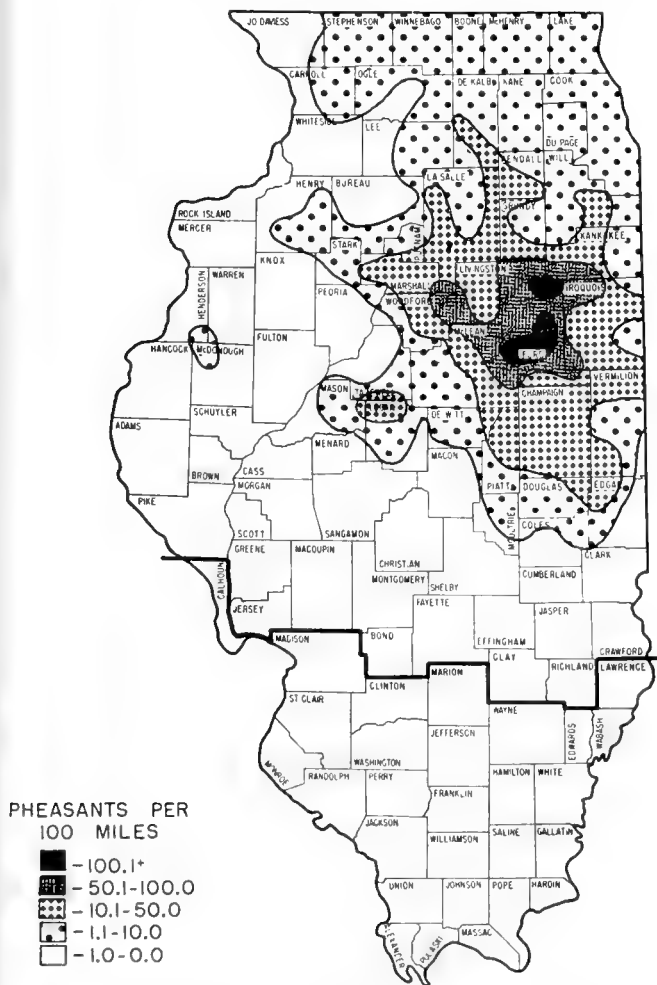 JO DAVIESS STEPHENSON WINNEBAGO BOONE McHENRY LAKE
CARROLL OGLE DE KALB KANE COOK
WHITESIDE LEE DU PAGE
KENDALL WILL
HENRY BUREAU LA SALLE
GRUNDY
ROCK ISLAND
MERCER KANKAKEE
STARK PUTNAM
KNOX
WARREN HENDERSON PEORIA MARSHALL LIVINGSTON IROQUOIS
WOODFORD
McLEAN
HANCOCK McDONOUGH FULTON FORD
VERMILION
MASON CHAMPAIGN
SCHUYLER DE WITT
ADAMS MENARD
BROWN CASS MACON
MORGAN PIATT DOUGLAS EDGAR
PIKE
SCOTT SANGAMON MOULTRIE COLES
GREENE MACOUPIN CHRISTIAN CLARK
CALHOUN MONTGOMERY SHELBY CUMBERLAND
JERSEY FAYETTE JASPER
MADISON BOND EFFINGHAM CRAWFORD
CLAY RICHLAND LAWRENCE
CLINTON MARION
ST CLAIR WAYNE
EDWARDS WABASH
JEFFERSON
WASHINGTON
MONROE RANDOLPH PERRY HAMILTON WHITE
FRANKLIN
PHEASANTS PER
100 MILES
JACKSON SALINE GALLATIN
WILLIAMSON
-100.1+
-50.1-100.0
UNION JOHNSON POPE HARDIN
-10.1-50.0
-1.1-10.0
ALEXANDER PULASKI MASSAC
-1.0-0.0